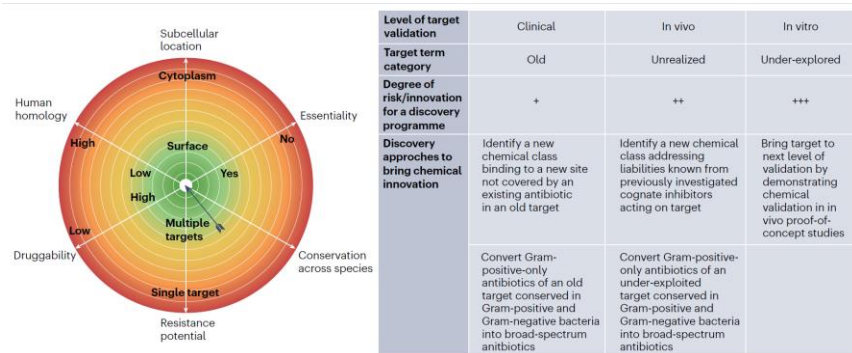 Subcellular
location
Cytoplasm
Human
homology
Essentiality
High
No
Surface
Low
Yes
High
Multiple
targets
Low
Druggability
Conservation
across species
Single target
Resistance
potential
Level of target
validation
Clinical
In vivo
In vitro
Target term
category
Old
Unrealized
Under-explored
Degree of
risk/innovation
for a discovery
programme
+
++
+++
Discovery
approches to
bring chemical
innovation
Identify a new
chemical class
binding to a new site
not covered by an
existing antibiotic
in an old target
Identify a new chemical
class addressing
liabilities known from
previously investigated
cognate inhibitors
acting on target
Bring target to
next level of
validation by
demonstrating
chemical
validation in in
vivo proof-of-
concept studies
Convert Gram-
positive-only
antibiotics of an old
target conserved in
Gram-positive and
Gram-negative bacteria
into broad-spectrum
anitbiotics
Convert Gram-positive-
only antibiotics of an
under-exploited
target conserved in
Gram-positive and
Gram-negative bacteria
into broad-spectrum
antibiotics